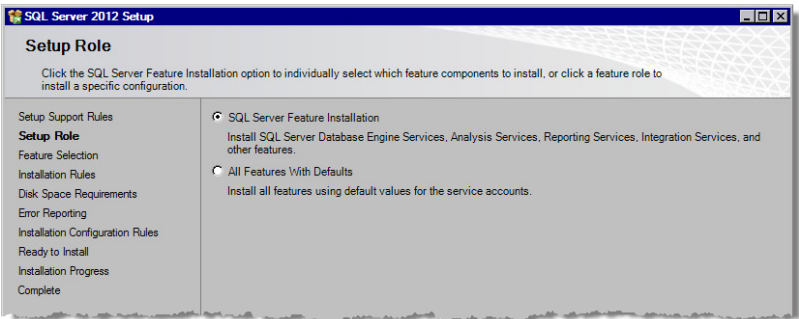 SQL Server 2012 Setup
Setup Role
Click the SQL Server Feature Installation option to individually select which feature components to install, or click a feature role to
install a specific configuration.
Setup Support Rules
Setup Role
Feature Selection
Installation Rules
Disk Space Requirements
Error Reporting
Installation Configuration Rules
Ready to Install
Installation Progress
Complete
SQL Server Feature Installation
Install SQL Server Database Engine Services, Analysis Services, Reporting Services, Integration Services, and
other features.
All Features With Defaults
Install all features using default values for the service accounts.